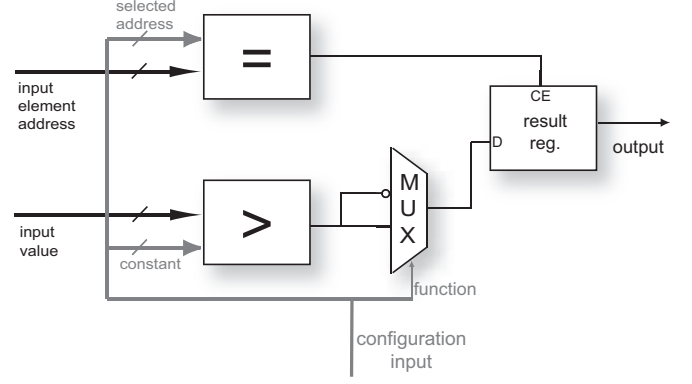 selected
address
=
input
element
address
CE
result
reg.
D
output
M
U
X
>
input
value
constant
function
configuration
input